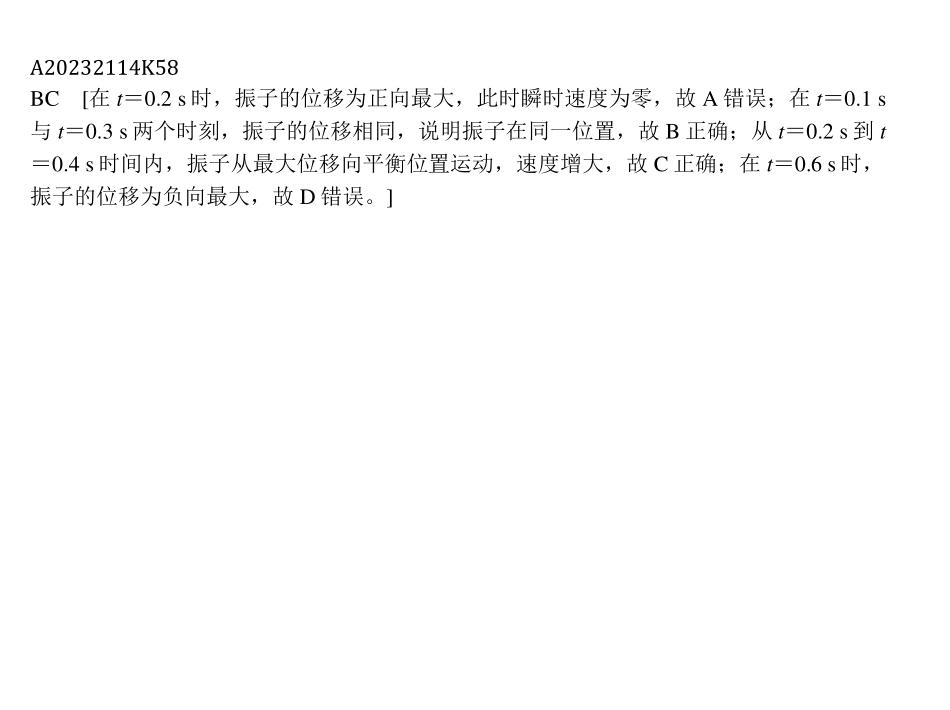 A20232114K58
BC [在 t＝0.2 s 时，振子的位移为正向最大，此时瞬时速度为零，故 A 错误；在 t＝0.1 s
与 t＝0.3 s 两个时刻，振子的位移相同，说明振子在同一位置，故 B 正确；从 t＝0.2 s 到 t
＝0.4 s 时间内，振子从最大位移向平衡位置运动，速度增大，故 C 正确；在 t＝0.6 s 时，
振子的位移为负向最大，故 D 错误。]